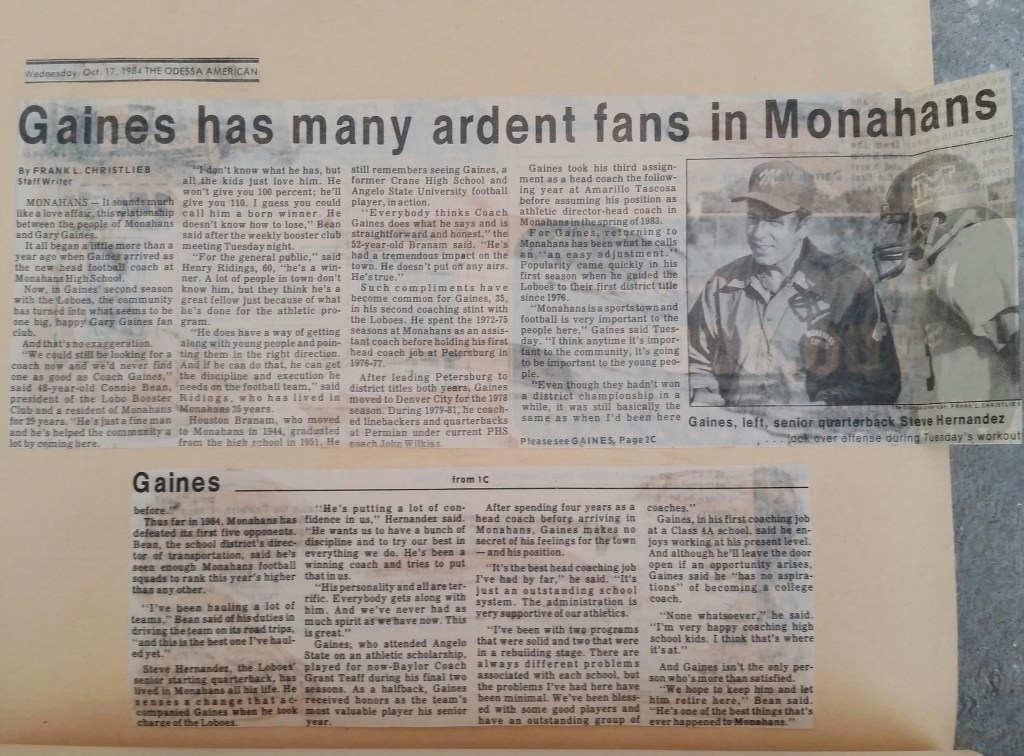 Wednesday, Oct. 17, 1984 THE ODESSA AMERICAN
Gaines has many ardent fans in Monahans
By FRANK L. CHRISTLIEB
Staff Writer
MONAHANS — It sounds much
like a love affair, this relationship
between the people of Monahans
and Gary Gaines.
It all began a little more than a
year ago when Gaines arrived as
the new head football coach at
Monahans High School.
Now, in Gaines' second season
with the Loboes, the community
has turned into what seems to be
one big, happy Gary Gaines fan
club.
And that's no exaggeration.
"We could still be looking for a
coach now and we'd never find
one as good as Coach Gaines,"
said 48-year-old Connie Bean,
president of the Lobo Booster
Club and a resident of Monahans
for 29 years. "He's just a fine man
and he's helped the community a
lot by coming here.
"I don't know what he has, but
all the kids just love him. He
won't give you 100 percent; he'll
give you 110. I guess you could
call him a born winner. He
doesn't know how to lose," Bean
said after the weekly booster club
meeting Tuesday night.
"For the general public," said
Henry Ridings, 60, "he's a win-
ner. A lot of people in town don't
know him, but they think he's a
great fellow just because of what
he's done for the athletic pro-
gram.
"He does have a way of getting
along with young people and poin-
ting them in the right direction.
And if he can do that, he can get
the discipline and execution he
needs on the football team," said
Ridings, who has lived in
Monahans 25 years.
Houston Branam, who moved
to Monahans in 1944, graduated
from the high school in 1951. He
still remembers seeing Gaines, a
former Crane High School and
Angelo State University football
player, in action.
"Everybody thinks Coach
Gaines does what he says and is
straightforward and honest," the
52-year-old Branam said. "He's
had a tremendous impact on the
town. He doesn't put on any airs.
He's true."
Such compliments have
become common for Gaines, 35,
in his second coaching stint with
the Loboes. He spent the 1972-75
seasons at Monahans as an assis-
tant coach before holding his first
head coach job at Petersburg in
1976-77.
After leading Petersburg to
district titles both years, Gaines
moved to Denver City for the 1978
season. During 1979-81, he coach-
ed linebackers and quarterbacks
at Permian under current PHS
coach John Wilkins.
Gaines took his third assign-
ment as a head coach the follow-
ing year at Amarillo Tascosa
before assuming his position as
athletic director-head coach in
Monahans in the spring of 1983.
For Gaines, returning to
Monahans has been what he calls
an "an easy adjustment."
Popularity came quickly in his
first season when he guided the
Loboes to their first district title
since 1976.
"Monahans is a sports town and
football is very important to the
people here," Gaines said Tues-
day. "I think anytime it's impor-
tant to the community, it's going
to be important to the young peo-
ple.
"Even though they hadn't won
a district championship in a
while, it was still basically the
same as when I'd been here
Please see GAINES, Page 2C
FRANK L. CHRISTLIEB
Gaines, left, senior quarterback Steve Hernandez
. . . look over offense during Tuesday's workout
Gaines
from 1C
before."
Thus far in 1984, Monahans has
defeated its first five opponents.
Bean, the school district's direc-
tor of transportation, said he's
seen enough Monahans football
squads to rank this year's higher
than any other.
"I've been hauling a lot of
teams," Bean said of his duties in
driving the team on its road trips,
"and this is the best one I've haul-
ed yet."
Steve Hernandez, the Loboes'
senior starting quarterback, has
lived in Monahans all his life. He
senses a change that ac-
companied Gaines when he took
charge of the Loboes.
"He's putting a lot of con-
fidence in us," Hernandez said.
"He wants us to have a bunch of
discipline and to try our best in
everything we do. He's been a
winning coach and tries to put
that in us.
"His personality and all are ter-
rific. Everybody gets along with
him. And we've never had as
much spirit as we have now. This
is great."
Gaines, who attended Angelo
State on an athletic scholarship,
played for now-Baylor Coach
Grant Teaff during his final two
seasons. As a halfback, Gaines
received honors as the team's
most valuable player his senior
year.
After spending four years as a
head coach before arriving in
Monahans, Gaines makes no
secret of his feelings for the town
— and his position.
"It's the best head coaching job
I've had by far," he said. "It's
just an outstanding school
system. The administration is
very supportive of our athletics.
"I've been with two programs
that were solid and two that were
in a rebuilding stage. There are
always different problems
associated with each school, but
the problems I've had here have
been minimal. We've been bless-
ed with some good players and
have an outstanding group of
coaches."
Gaines, in his first coaching job
at a Class 4A school, said he en-
joys working at his present level.
And although he'll leave the door
open if an opportunity arises,
Gaines said he "has no aspira-
tions" of becoming a college
coach.
"None whatsoever," he said.
"I'm very happy coaching high
school kids. I think that's where
it's at."
And Gaines isn't the only per-
son who's more than satisfied.
"We hope to keep him and let
him retire here," Bean said.
"He's one of the best things that's
ever happened to Monahans."